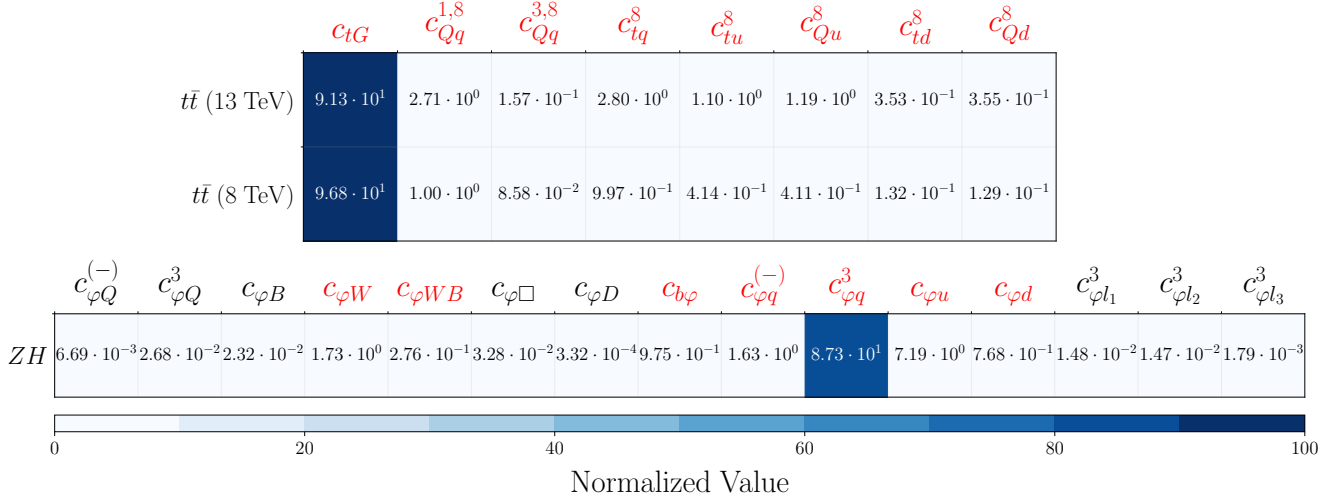 c_{tG} c_{Qq}^{1,8} c_{Qq}^{3,8} c_{tq}^{8} c_{tu}^{8} c_{Qu}^{8} c_{td}^{8} c_{Qd}^{8}
tt̄ (13 TeV) 9.13 · 10^1 2.71 · 10^0 1.57 · 10^{-1} 2.80 · 10^0 1.10 · 10^0 1.19 · 10^0 3.53 · 10^{-1} 3.55 · 10^{-1}
tt̄ (8 TeV) 9.68 · 10^1 1.00 · 10^0 8.58 · 10^{-2} 9.97 · 10^{-1} 4.14 · 10^{-1} 4.11 · 10^{-1} 1.32 · 10^{-1} 1.29 · 10^{-1}
c_{φQ}^{(-)} c_{φQ}^{3} c_{φB} c_{φW} c_{φWB} c_{φ□} c_{φD} c_{bφ} c_{φq}^{(-)} c_{φq}^{3} c_{φu} c_{φd} c_{φl_1}^{3} c_{φl_2}^{3} c_{φl_3}^{3}
ZH 6.69 · 10^{-3} 2.68 · 10^{-2} 2.32 · 10^{-2} 1.73 · 10^0 2.76 · 10^{-1} 3.28 · 10^{-2} 3.32 · 10^{-4} 9.75 · 10^{-1} 1.63 · 10^0 8.73 · 10^1 7.19 · 10^0 7.68 · 10^{-1} 1.48 · 10^{-2} 1.47 · 10^{-2} 1.79 · 10^{-3}
0 20 40 60 80 100
Normalized Value